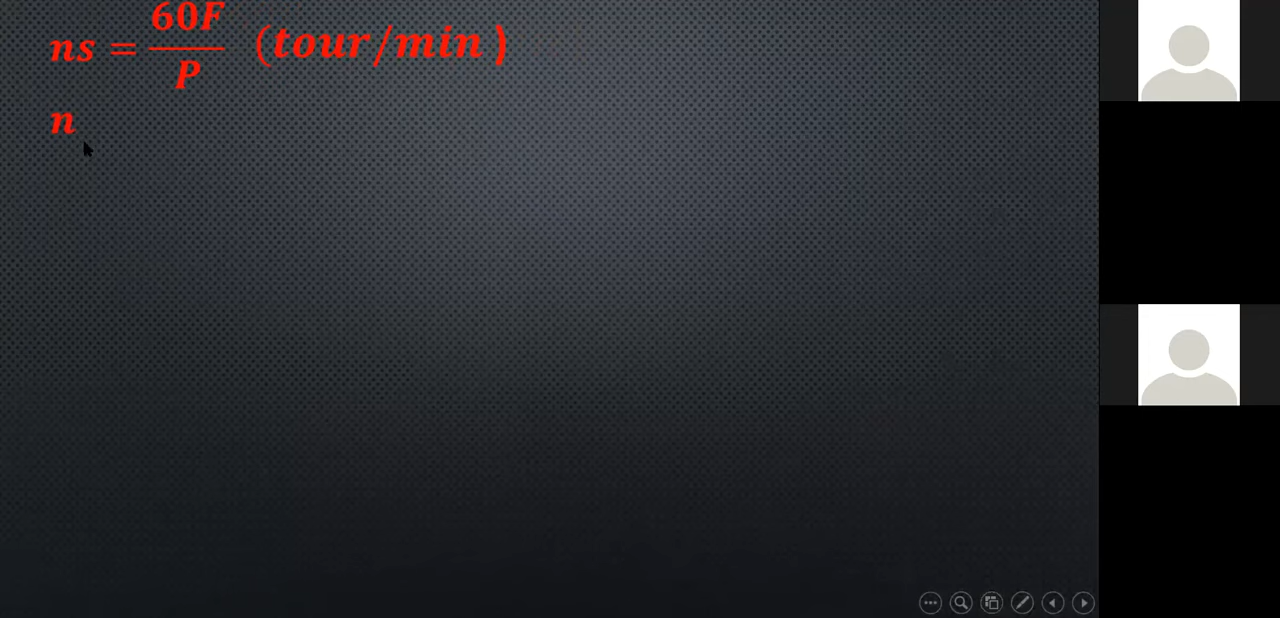 ns = 60F/P (tour/min )
n